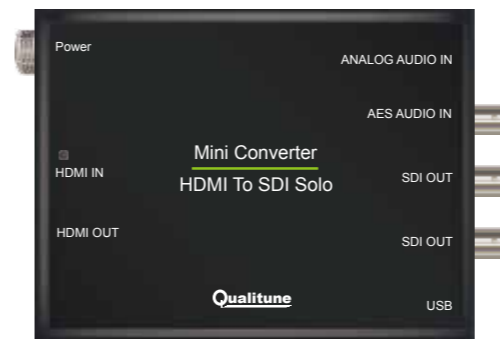 Power
ANALOG AUDIO IN
AES AUDIO IN
Mini Converter
HDMI IN
HDMI To SDI Solo
SDI OUT
HDMI OUT
SDI OUT
Qualitune
USB